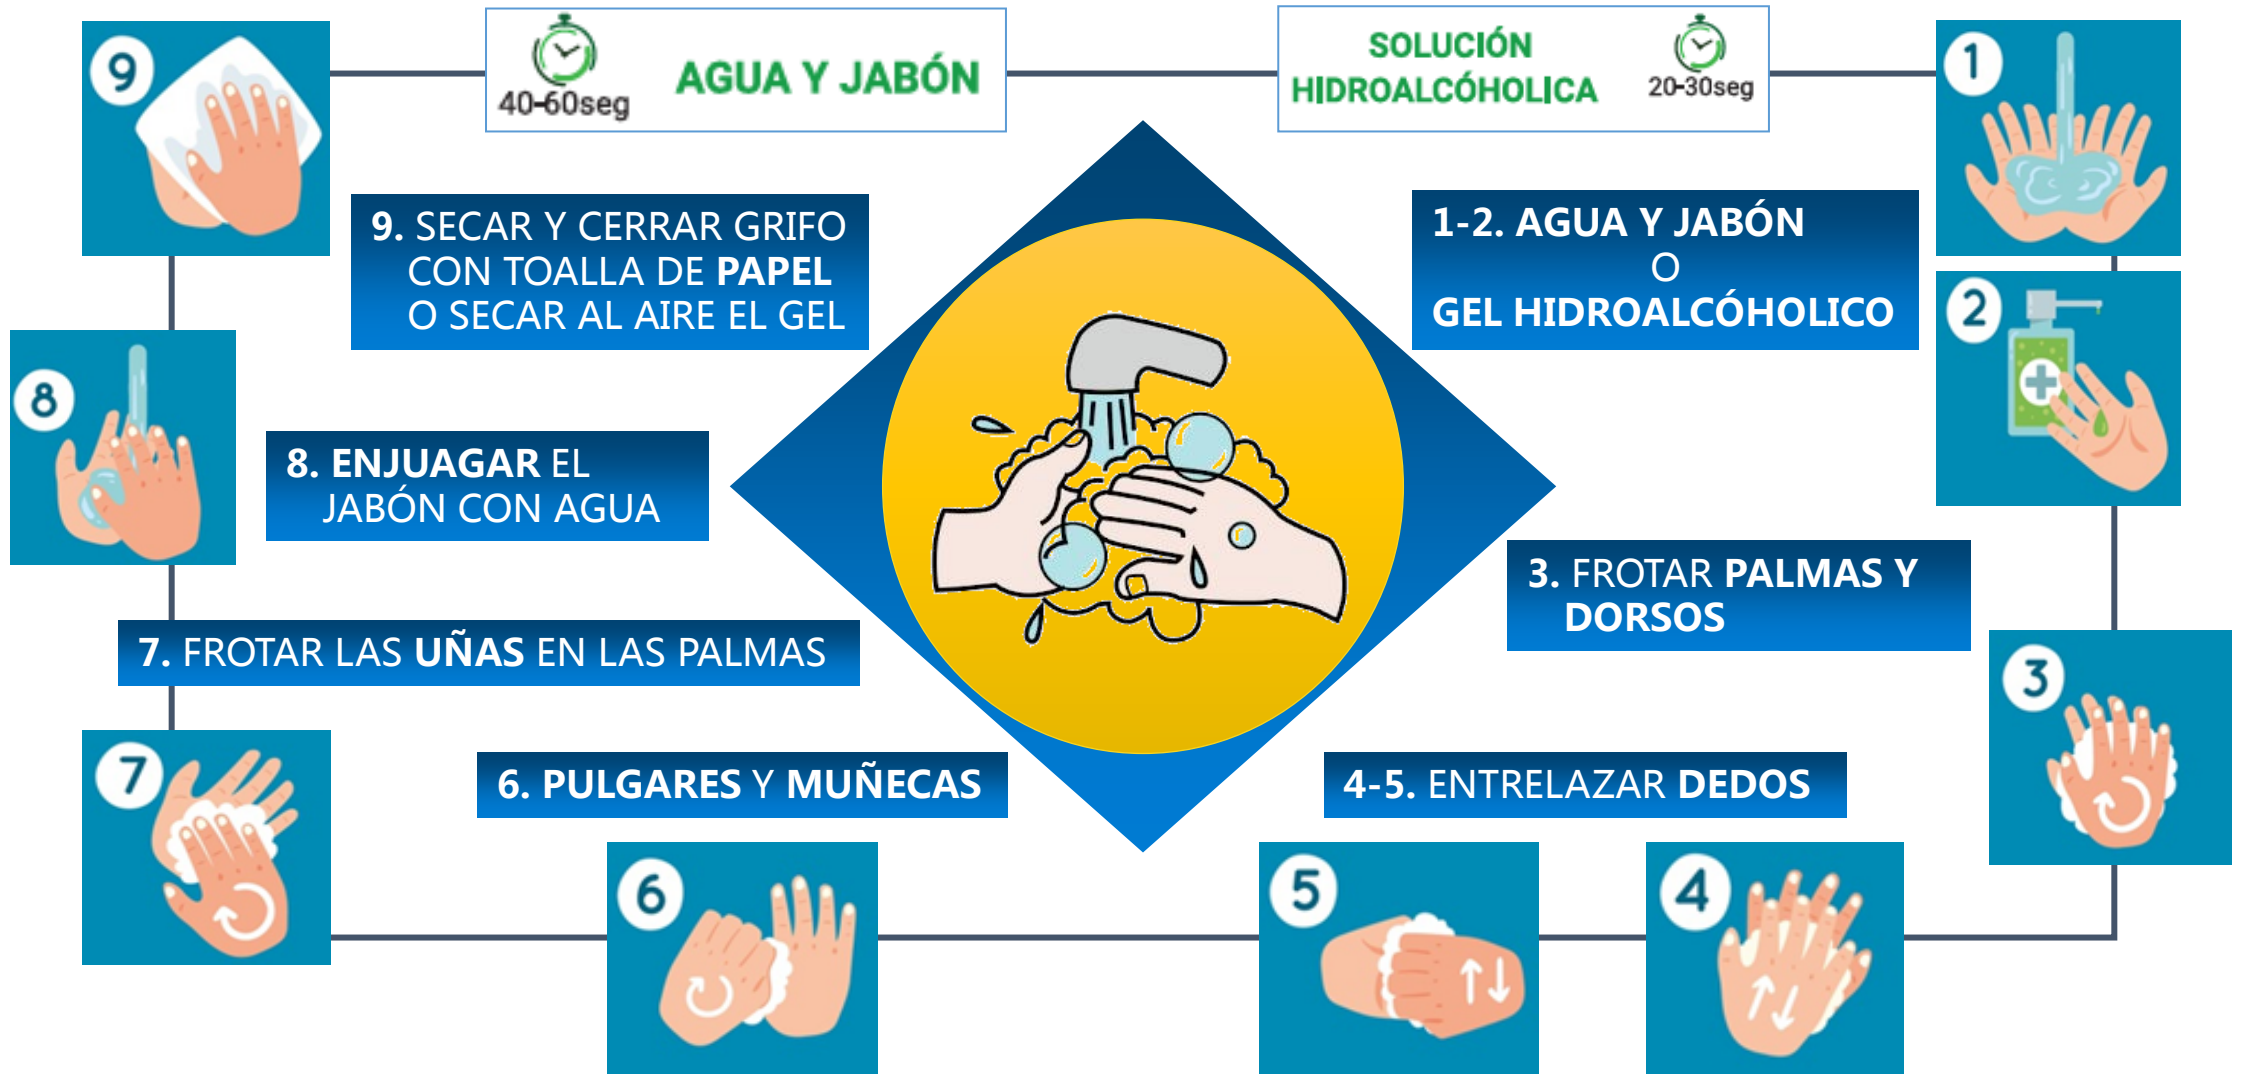 40-60seg
AGUA Y JABÓN
SOLUCIÓN
HIDROALCÓHOLICA
20-30seg
1
1-2. AGUA Y JABÓN
O
GEL HIDROALCÓHOLICO
2
3. FROTAR PALMAS Y
DORSOS
3
4-5. ENTRELAZAR DEDOS
4
5
6. PULGARES Y MUÑECAS
6
7. FROTAR LAS UÑAS EN LAS PALMAS
7
8. ENJUAGAR EL
JABÓN CON AGUA
8
9. SECAR Y CERRAR GRIFO
CON TOALLA DE PAPEL
O SECAR AL AIRE EL GEL
9